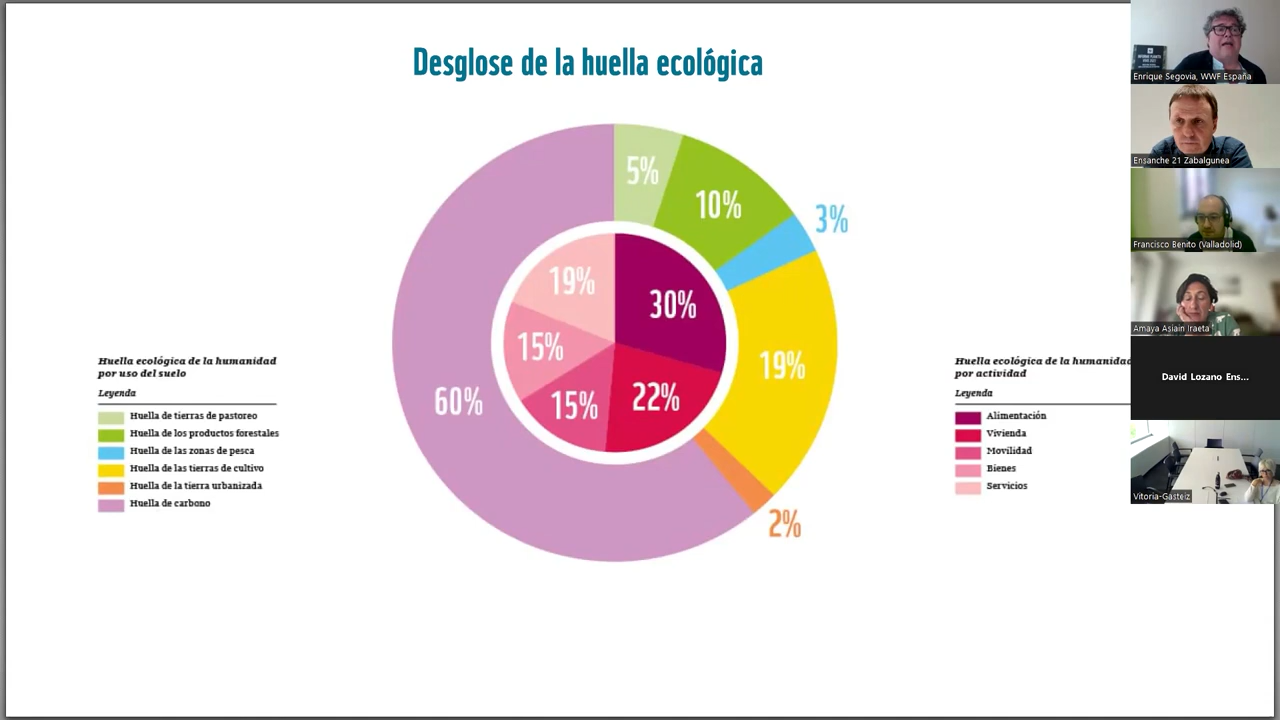 Desglose de la huella ecológica
5%
10%
3%
19%
30%
15%
19%
60%
15%
22%
2%
Huella ecológica de la humanidad
por uso del suelo
Leyenda
Huella de tierras de pastoreo
Huella de los productos forestales
Huella de las zonas de pesca
Huella de las tierras de cultivo
Huella de la tierra urbanizada
Huella de carbono
Huella ecológica de la humanidad
por actividad
Leyenda
Alimentación
Vivienda
Movilidad
Bienes
Servicios
Enrique Segovia, WWF España
Ensanche 21 Zabalgunea
Francisco Benito (Valladolid)
Amaya Asiain Iraeta
David Lozano Ens...
Vitoria-Gasteiz